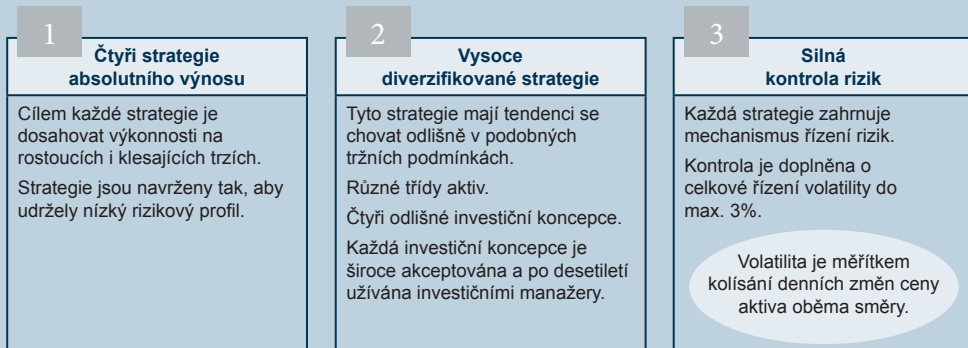 1
Čtyři strategie
absolutního výnosu
Cílem každé strategie je
dosahovat výkonnosti na
rostoucích i klesajících trzích.
Strategie jsou navrženy tak, aby
udržely nízký rizikový profil.
2
Vysoce
diverzifikované strategie
Tyto strategie mají tendenci se
chovat odlišně v podobných
tržních podmínkách.
Různé třídy aktiv.
Čtyři odlišné investiční koncepce.
Každá investiční koncepce je
široce akceptována a po desetiletí
užívána investičními manažery.
3
Silná
kontrola rizik
Každá strategie zahrnuje
mechanismus řízení rizik.
Kontrola je doplněna o
celkové řízení volatility do
max. 3%.
Volatilita je měřítkem
kolísání denních změn ceny
aktiva oběma směry.